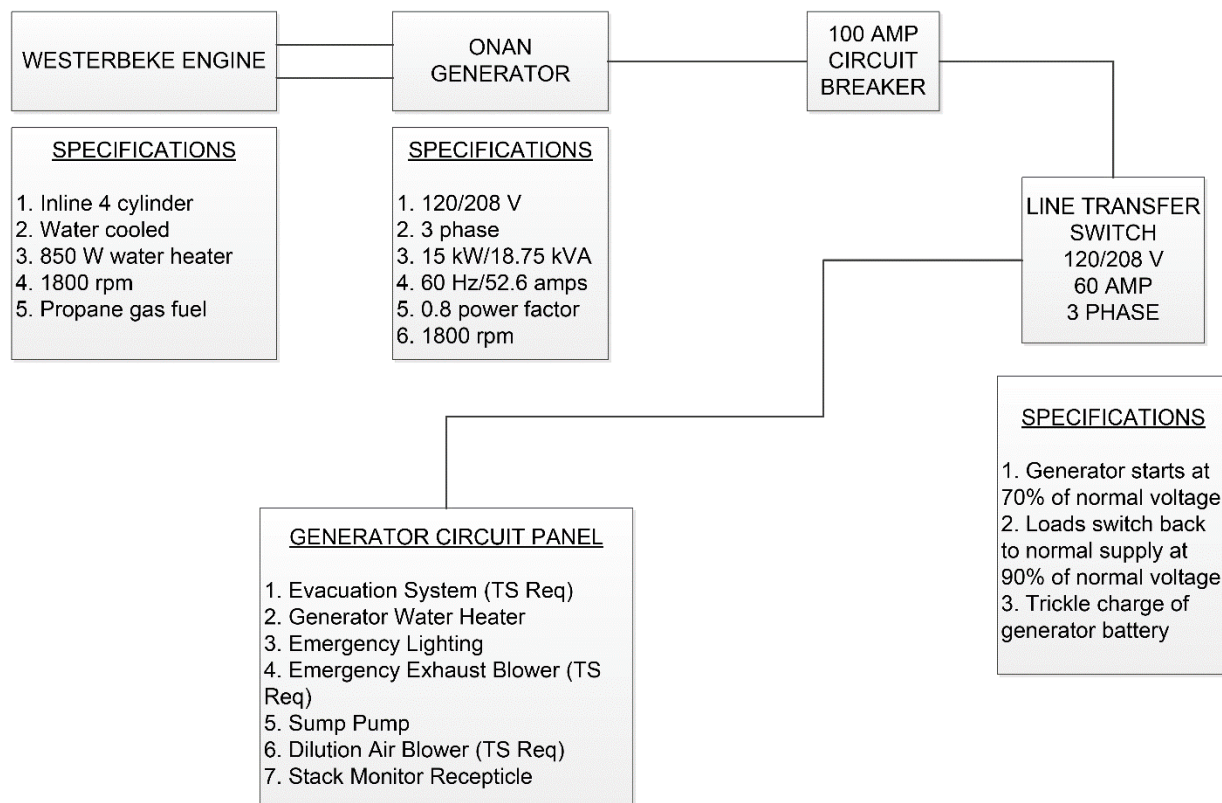 WESTERBEKE ENGINE
ONAN
GENERATOR
100 AMP
CIRCUIT
BREAKER
SPECIFICATIONS
1. Inline 4 cylinder
2. Water cooled
3. 850 W water heater
4. 1800 rpm
5. Propane gas fuel
SPECIFICATIONS
1. 120/208 V
2. 3 phase
3. 15 kW/18.75 kVA
4. 60 Hz/52.6 amps
5. 0.8 power factor
6. 1800 rpm
LINE TRANSFER
SWITCH
120/208 V
60 AMP
3 PHASE
SPECIFICATIONS
1. Generator starts at
70% of normal voltage
2. Loads switch back
to normal supply at
90% of normal voltage
3. Trickle charge of
generator battery
GENERATOR CIRCUIT PANEL
1. Evacuation System (TS Req)
2. Generator Water Heater
3. Emergency Lighting
4. Emergency Exhaust Blower (TS
Req)
5. Sump Pump
6. Dilution Air Blower (TS Req)
7. Stack Monitor Recepticle